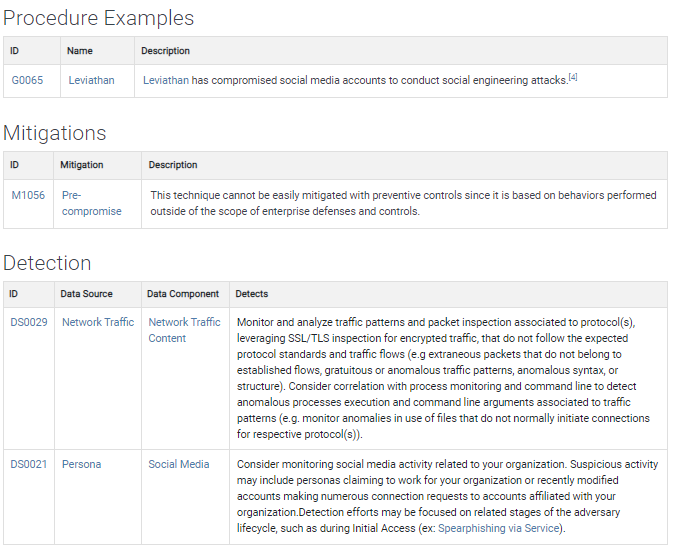 Procedure Examples
ID Name Description
G0065 Leviathan Leviathan has compromised social media accounts to conduct social engineering attacks.[4]
Mitigations
ID Mitigation Description
M1056 Pre- This technique cannot be easily mitigated with preventive controls since it is based on behaviors performed
compromise outside of the scope of enterprise defenses and controls.
Detection
ID Data Source Data Component Detects
DS0029 Network Traffic Network Traffic Monitor and analyze traffic patterns and packet inspection associated to protocol(s),
Content leveraging SSL/TLS inspection for encrypted traffic, that do not follow the expected
protocol standards and traffic flows (e.g extraneous packets that do not belong to
established flows, gratuitous or anomalous traffic patterns, anomalous syntax, or
structure). Consider correlation with process monitoring and command line to detect
anomalous processes execution and command line arguments associated to traffic
patterns (e.g. monitor anomalies in use of files that do not normally initiate connections
for respective protocol(s)).
DS0021 Persona Social Media Consider monitoring social media activity related to your organization. Suspicious activity
may include personas claiming to work for your organization or recently modified
accounts making numerous connection requests to accounts affiliated with your
organization.Detection efforts may be focused on related stages of the adversary
lifecycle, such as during Initial Access (ex: Spearphishing via Service).